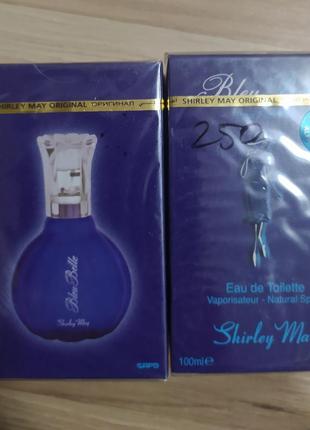 SHIRLEY MAY ORIGINAL ОРИГИНАЛ
Bleu Belle
Shirley May
SAPG
Bleu
SHIRLEY MAY ORIGINAL
250
Eau de Toilette
Vaporisateur - Natural Sp
Shirley Ma
100ml e